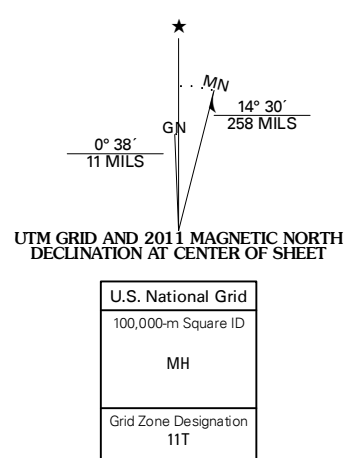 ★
MN
GN
14° 30´
258 MILS
0° 38´
11 MILS
UTM GRID AND 2011 MAGNETIC NORTH
DECLINATION AT CENTER OF SHEET
U.S. National Grid
100,000-m Square ID
MH
Grid Zone Designation
11T